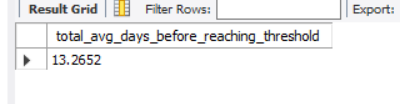 Result Grid Filter Rows: Export:
total_avg_days_before_reaching_threshold
13.2652